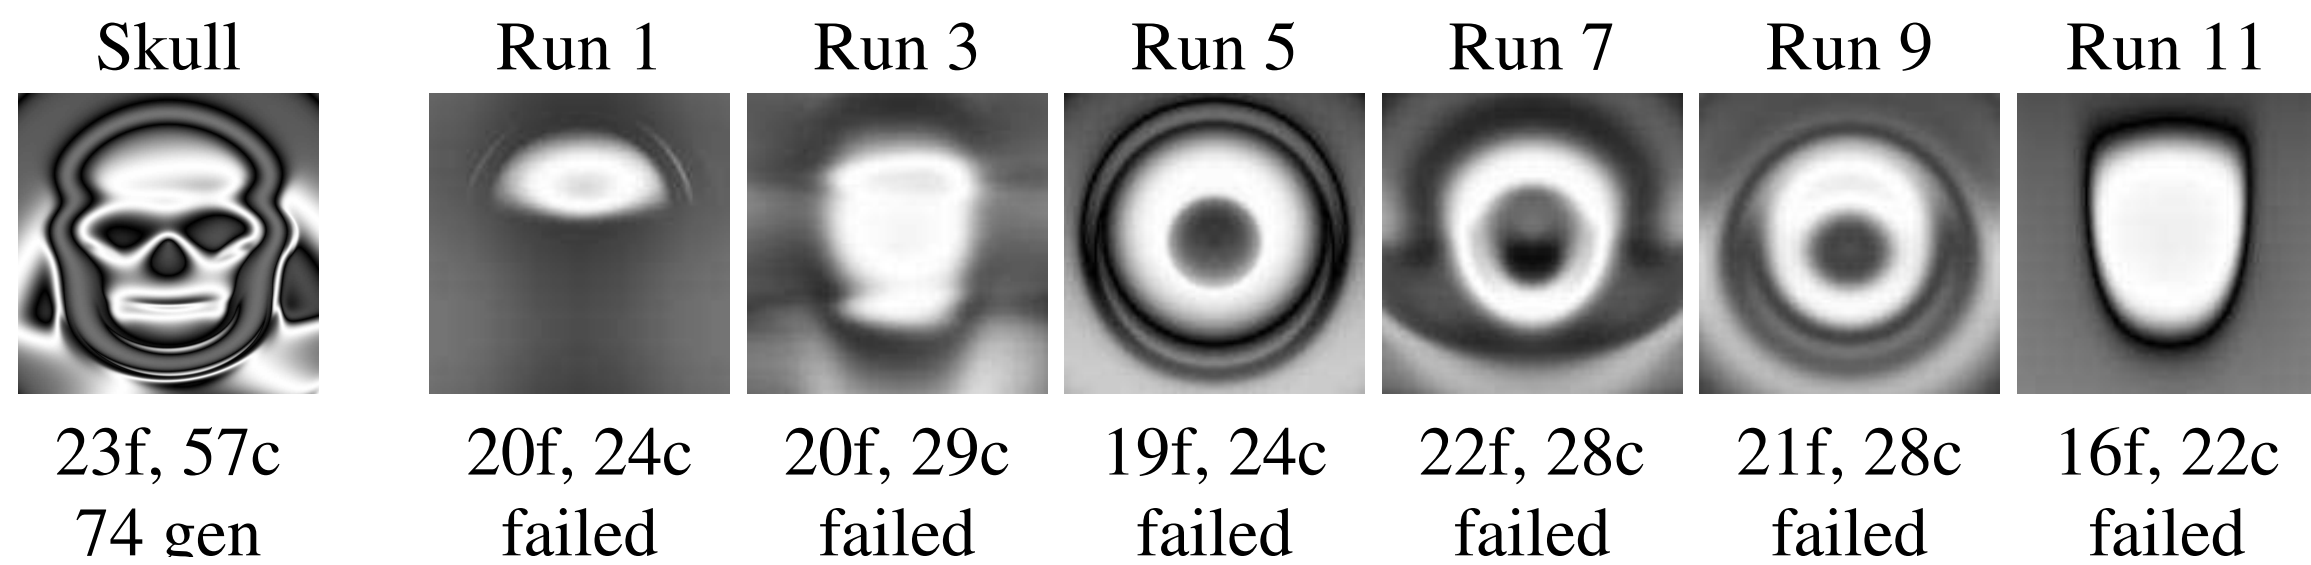 Skull Run 1 Run 3 Run 5 Run 7 Run 9 Run 11
23f, 57c 20f, 24c 20f, 29c 19f, 24c 22f, 28c 21f, 28c 16f, 22c
74 gen failed failed failed failed failed failed